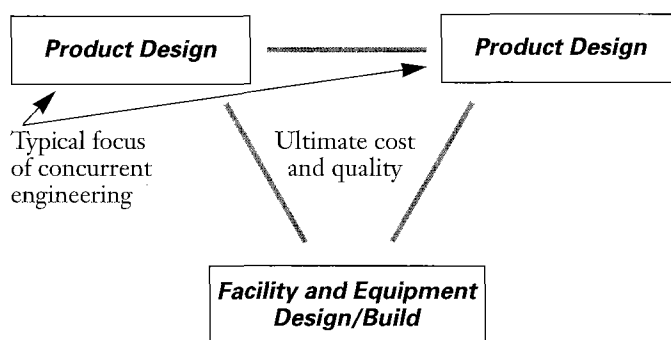 Product Design
Product Design
Typical focus
of concurrent
engineering
Ultimate cost
and quality
Facility and Equipment
Design/Build